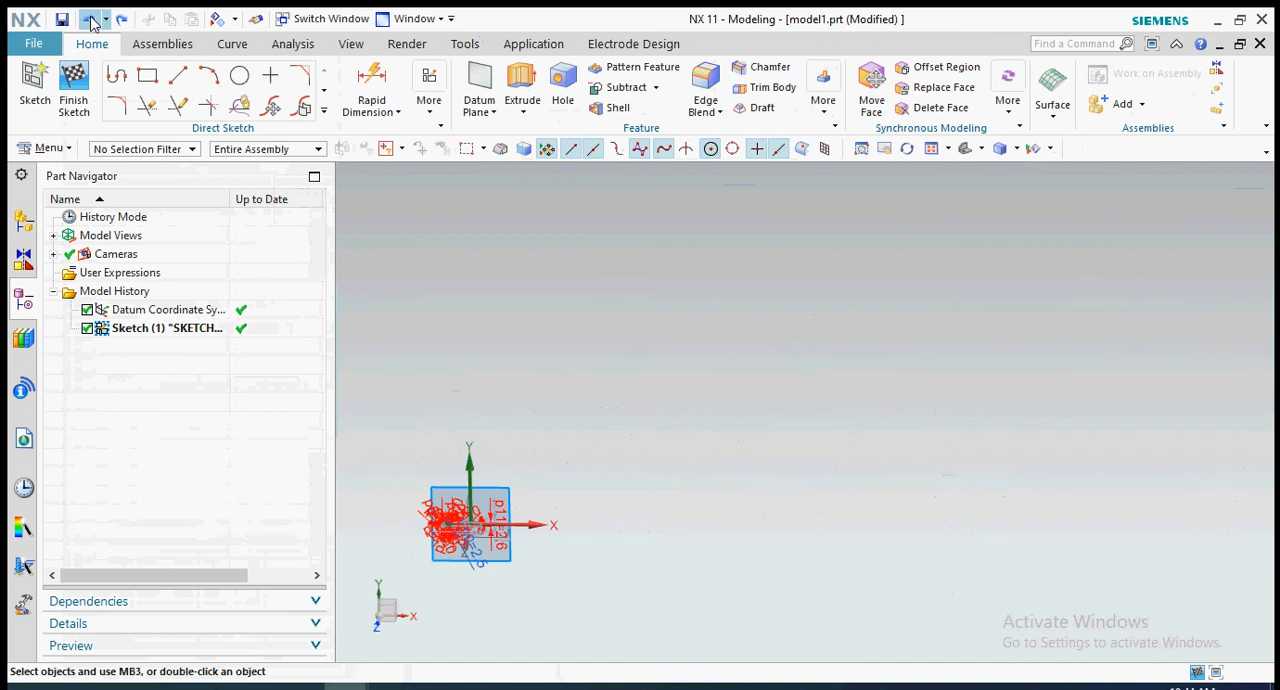 NX
Switch Window
Window
NX 11 - Modeling - [model1.prt (Modified) ]
SIEMENS
File
Home
Assemblies
Curve
Analysis
View
Render
Tools
Application
Electrode Design
Find a Command
Sketch
Finish
Sketch
Direct Sketch
Rapid
Dimension
More
Datum
Plane
Extrude
Hole
Pattern Feature
Subtract
Shell
Edge
Blend
Chamfer
Trim Body
Draft
More
Feature
Move
Face
Offset Region
Replace Face
Delete Face
More
Synchronous Modeling
Surface
Work on Assembly
Add
Assemblies
Menu
No Selection Filter
Entire Assembly
Part Navigator
Name
Up to Date
History Mode
Model Views
Cameras
User Expressions
Model History
Datum Coordinate Sy...
Sketch (1) "SKETCH...
Dependencies
Details
Preview
Y
X
p11=2.6
Y
X
Z
Activate Windows
Go to Settings to activate Windows.
Select objects and use MB3, or double-click an object